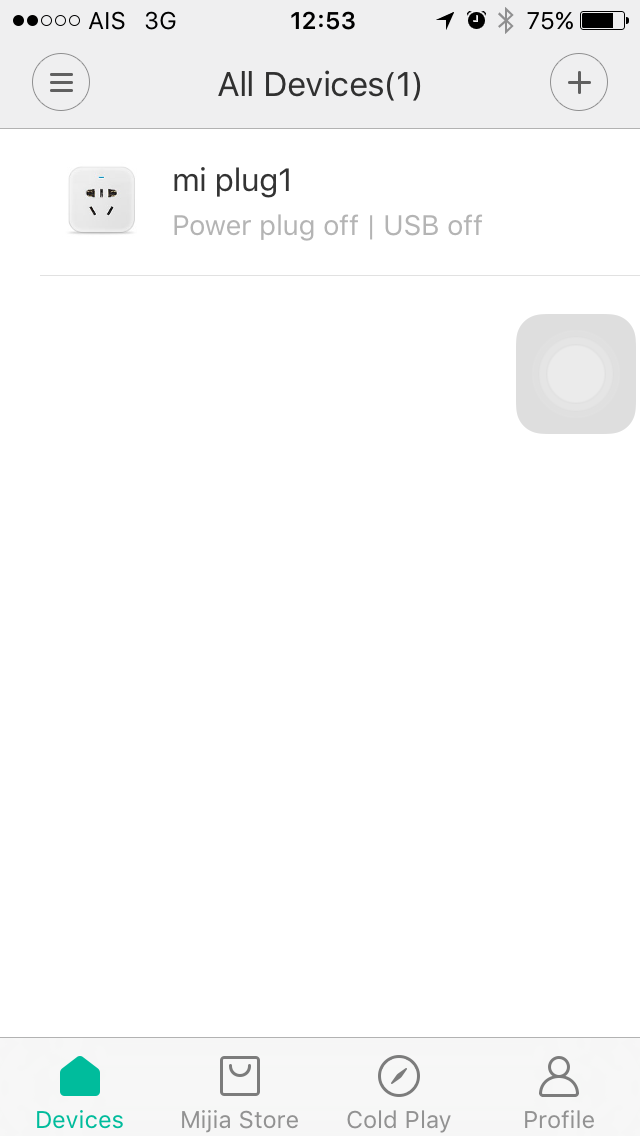 AIS 3G 12:53 75%
All Devices(1)
mi plug1
Power plug off | USB off
Devices Mijia Store Cold Play Profile